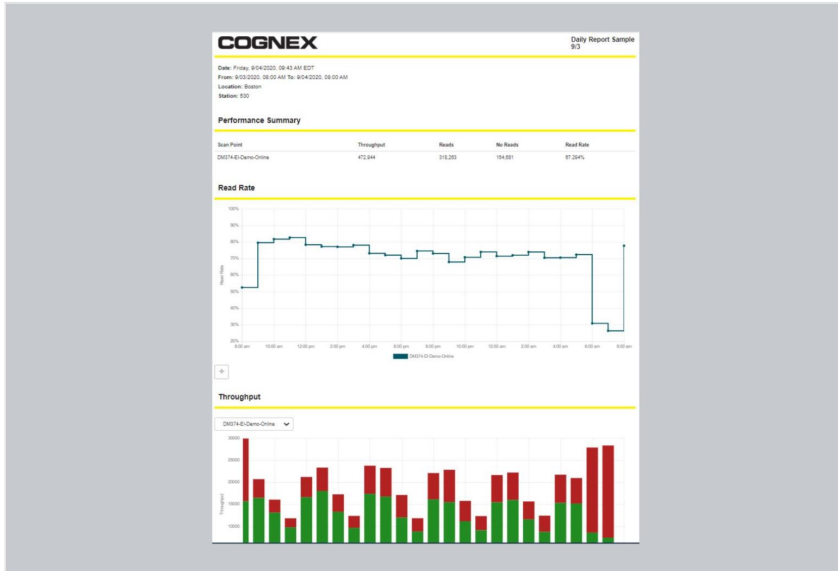 COGNEX
Daily Report Sample
9/3
Date: Friday, 9/04/2020, 09:43 AM EDT
From: 9/03/2020, 08:00 AM To: 9/04/2020, 08:00 AM
Location: Boston
Station: 530
Performance Summary
Scan Point Throughput Reads No Reads Read Rate
DM374-EI-Demo-Online 472,944 318,263 154,681 67.294%
Read Rate
100%
90%
80%
70%
60%
50%
40%
30%
20%
Read Rate
8:00 am 10:00 am 12:00 pm 2:00 pm 4:00 pm 6:00 pm 8:00 pm 10:00 pm 12:00 am 2:00 am 4:00 am 6:00 am 8:00 am
DM374-EI-Demo-Online
+
Throughput
DM374-EI-Demo-Online
30000
25000
20000
15000
10000
Throughput